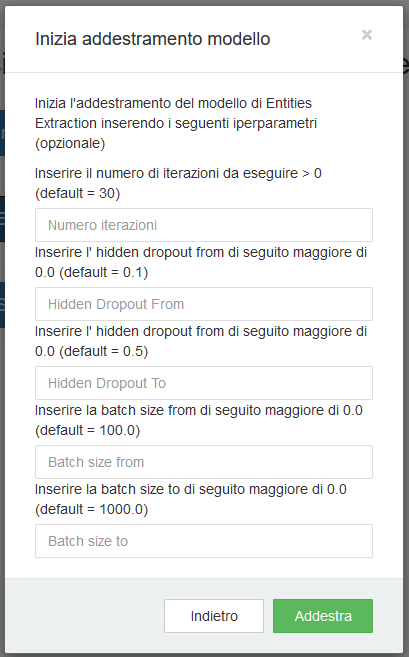 Inizia addestramento modello
×
Inizia l'addestramento del modello di Entities
Extraction inserendo i seguenti iperparametri
(opzionale)
Inserire il numero di iterazioni da eseguire > 0
(default = 30)
Numero iterazioni
Inserire l' hidden dropout from di seguito maggiore di
0.0 (default = 0.1)
Hidden Dropout From
Inserire l' hidden dropout from di seguito maggiore di
0.0 (default = 0.5)
Hidden Dropout To
Inserire la batch size from di seguito maggiore di 0.0
(default = 100.0)
Batch size from
Inserire la batch size to di seguito maggiore di 0.0
(default = 1000.0)
Batch size to
Indietro
Addestra